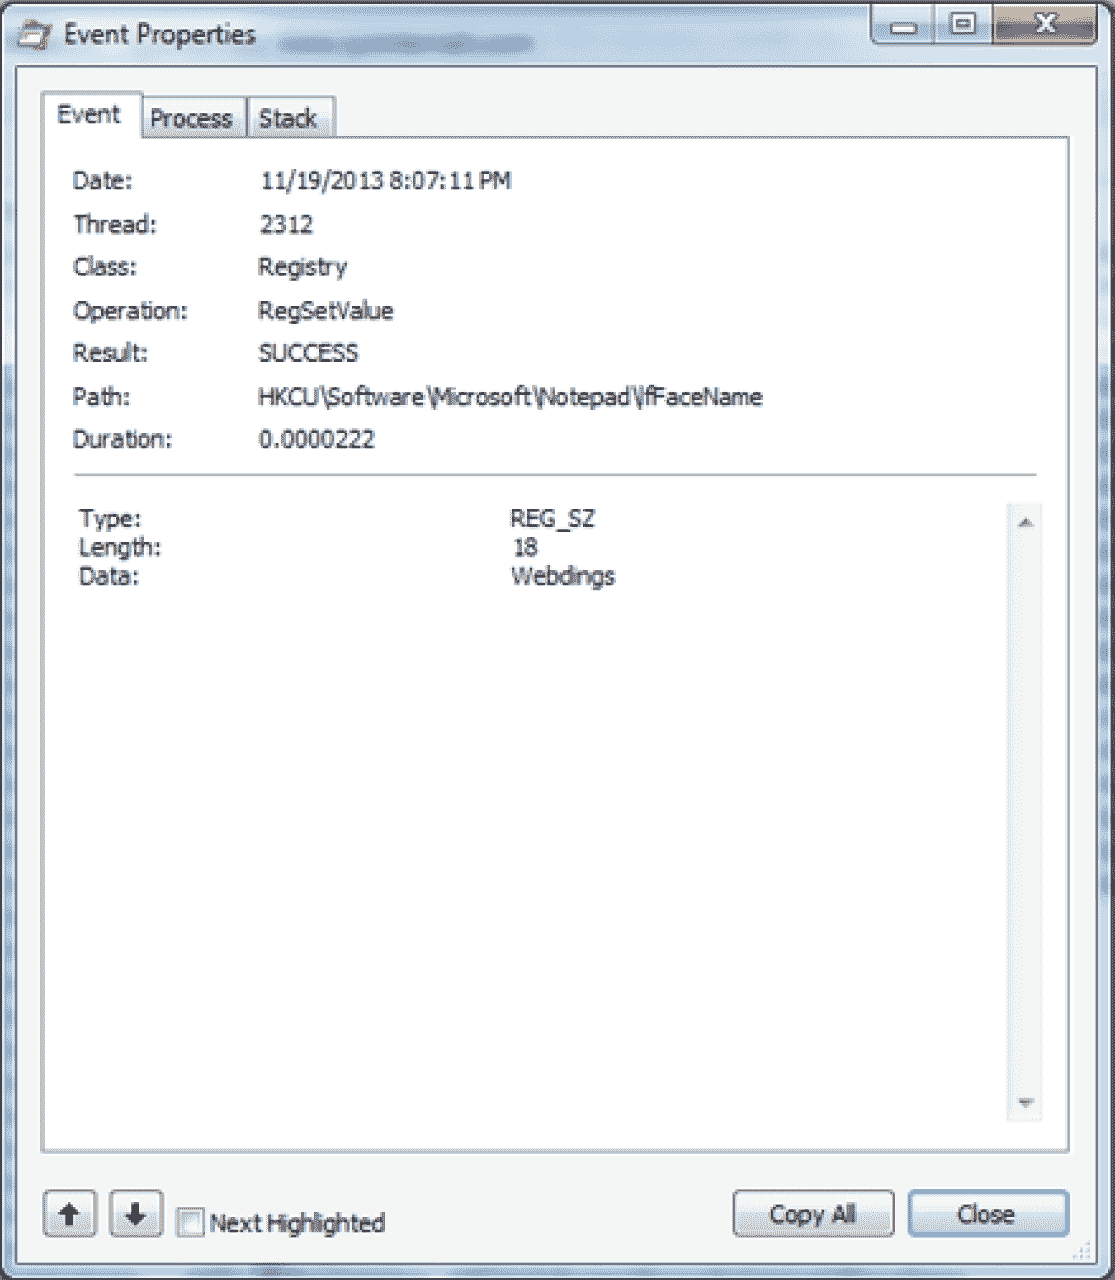 Event Properties
Event Process Stack
Date: 11/19/2013 8:07:11 PM
Thread: 2312
Class: Registry
Operation: RegSetValue
Result: SUCCESS
Path: HKCU\Software\Microsoft\Notepad\lfFaceName
Duration: 0.0000222
Type: REG_SZ
Length: 18
Data: Webdings
Next Highlighted Copy All Close